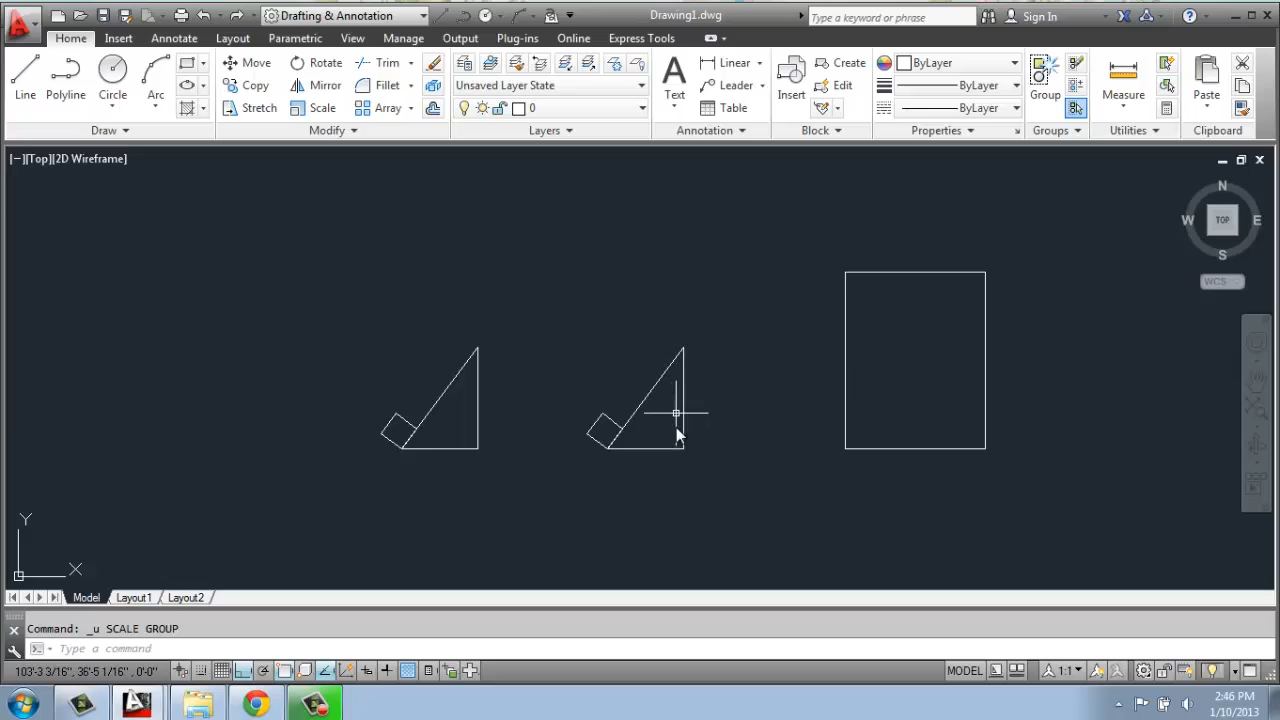 Drafting & Annotation Drawing1.dwg Type a keyword or phrase Sign In
Home Insert Annotate Layout Parametric View Manage Output Plug-ins Online Express Tools
Move Rotate Trim Unsaved Layer State Linear Create ByLayer
Copy Mirror Fillet Leader Edit ByLayer
Line Polyline Circle Arc Stretch Scale Array 0 Text Table Insert ByLayer Group Measure Paste
Draw Modify Layers Annotation Block Properties Groups Utilities Clipboard
[−][Top][2D Wireframe]
N
W TOP E
S
WCS
Y
X
Model Layout1 Layout2
Command: _u SCALE GROUP
Type a command
103'-3 3/16", 36'-5 1/16" , 0'-0" MODEL 1:1
2:46 PM
1/10/2013